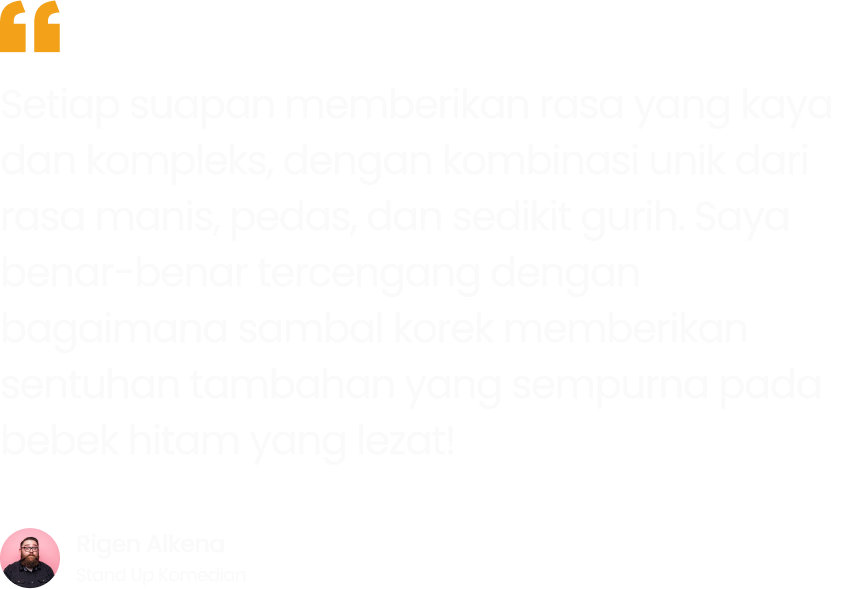 “
Setiap suapan memberikan rasa yang kaya
dan kompleks, dengan kombinasi unik dari
rasa manis, pedas, dan sedikit gurih. Saya
benar-benar tercengang dengan
bagaimana sambal korek memberikan
sentuhan tambahan yang sempurna pada
bebek hitam yang lezat!
Rigen Alkena
Stand Up Komedian